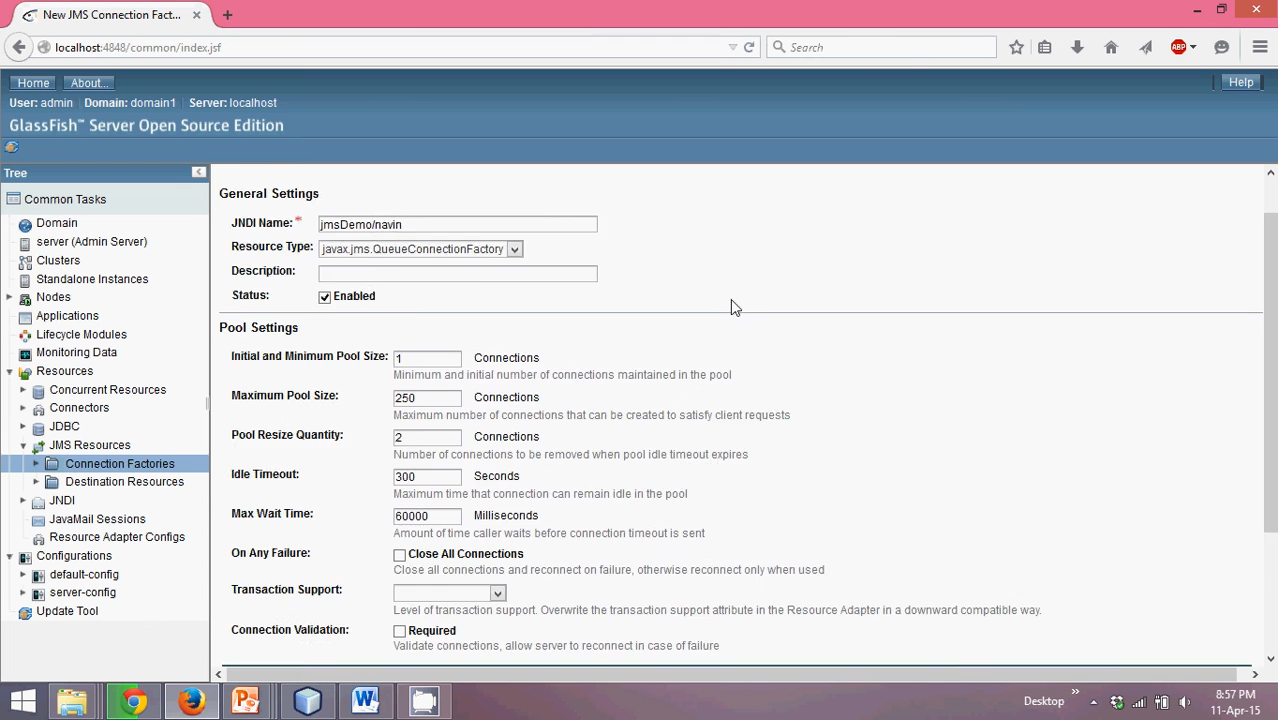 New JMS Connection Fact...
localhost:4848/common/index.jsf
Search
ABP
Home
About...
Help
User: admin Domain: domain1 Server: localhost
GlassFish™ Server Open Source Edition
Tree
Common Tasks
Domain
server (Admin Server)
Clusters
Standalone Instances
Nodes
Applications
Lifecycle Modules
Monitoring Data
Resources
Concurrent Resources
Connectors
JDBC
JMS Resources
Connection Factories
Destination Resources
JNDI
JavaMail Sessions
Resource Adapter Configs
Configurations
default-config
server-config
Update Tool
General Settings
JNDI Name:* jmsDemo/navin
Resource Type: javax.jms.QueueConnectionFactory
Description:
Status: Enabled
Pool Settings
Initial and Minimum Pool Size: 1 Connections
Minimum and initial number of connections maintained in the pool
Maximum Pool Size: 250 Connections
Maximum number of connections that can be created to satisfy client requests
Pool Resize Quantity: 2 Connections
Number of connections to be removed when pool idle timeout expires
Idle Timeout: 300 Seconds
Maximum time that connection can remain idle in the pool
Max Wait Time: 60000 Milliseconds
Amount of time caller waits before connection timeout is sent
On Any Failure: Close All Connections
Close all connections and reconnect on failure, otherwise reconnect only when used
Transaction Support:
Level of transaction support. Overwrite the transaction support attribute in the Resource Adapter in a downward compatible way.
Connection Validation: Required
Validate connections, allow server to reconnect in case of failure
Desktop
8:57 PM
11-Apr-15